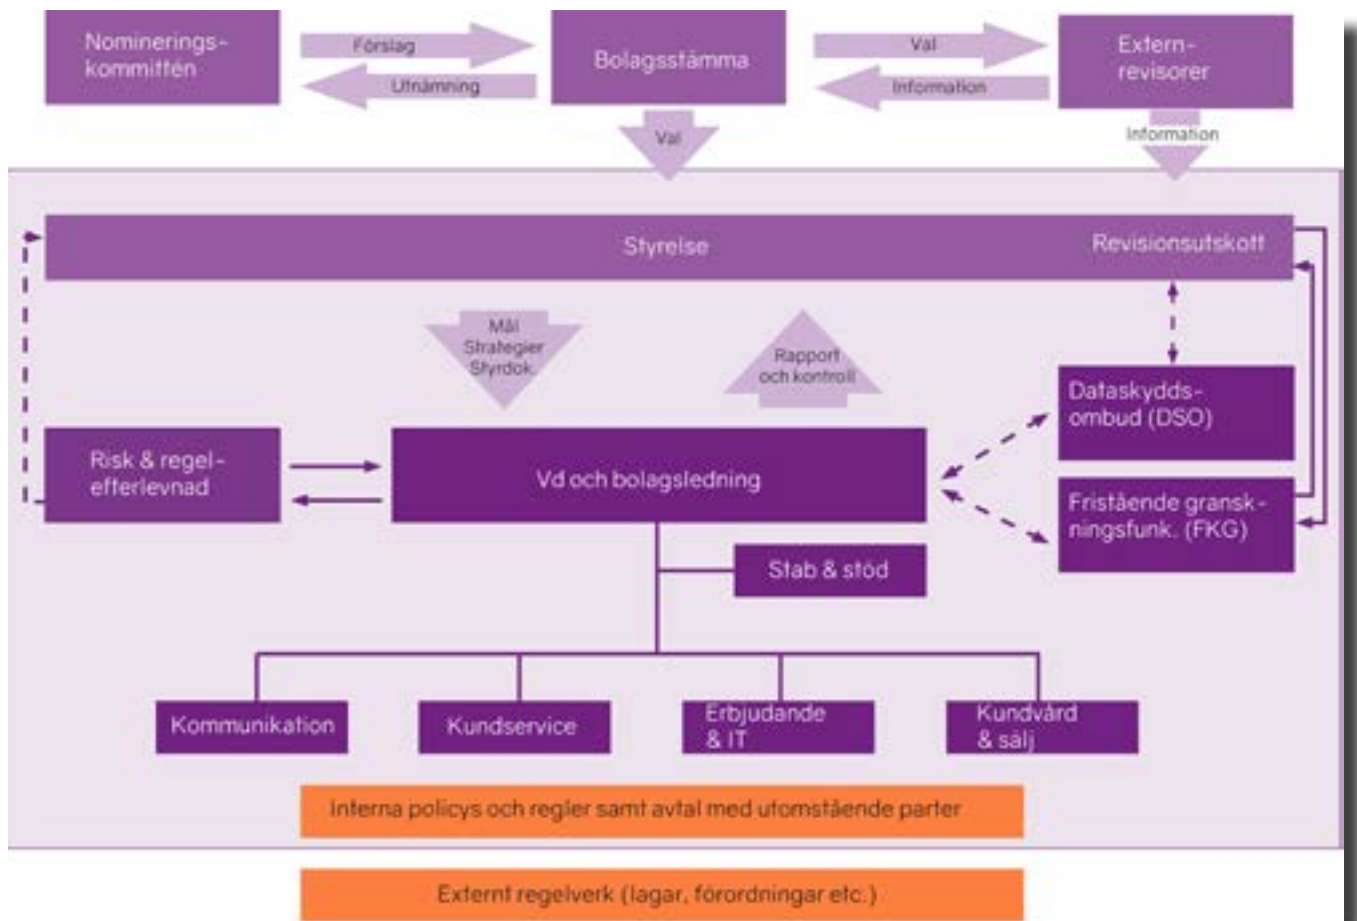 Nominerings-
kommittén
Förslag
Utnämning
Bolagsstämma
Val
Information
Extern-
revisorer
Val
Information
Styrelse
Revisionsutskott
Mål
Strategier
Styrdok.
Rapport
och kontroll
Dataskydds-
ombud (DSO)
Risk & regel-
efterlevnad
Vd och bolagsledning
Fristående gransk-
ningsfunk. (FKG)
Stab & stöd
Kommunikation
Kundservice
Erbjudande
& IT
Kundvård
& sälj
Interna policys och regler samt avtal med utomstående parter
Externt regelverk (lagar, förordningar etc.)